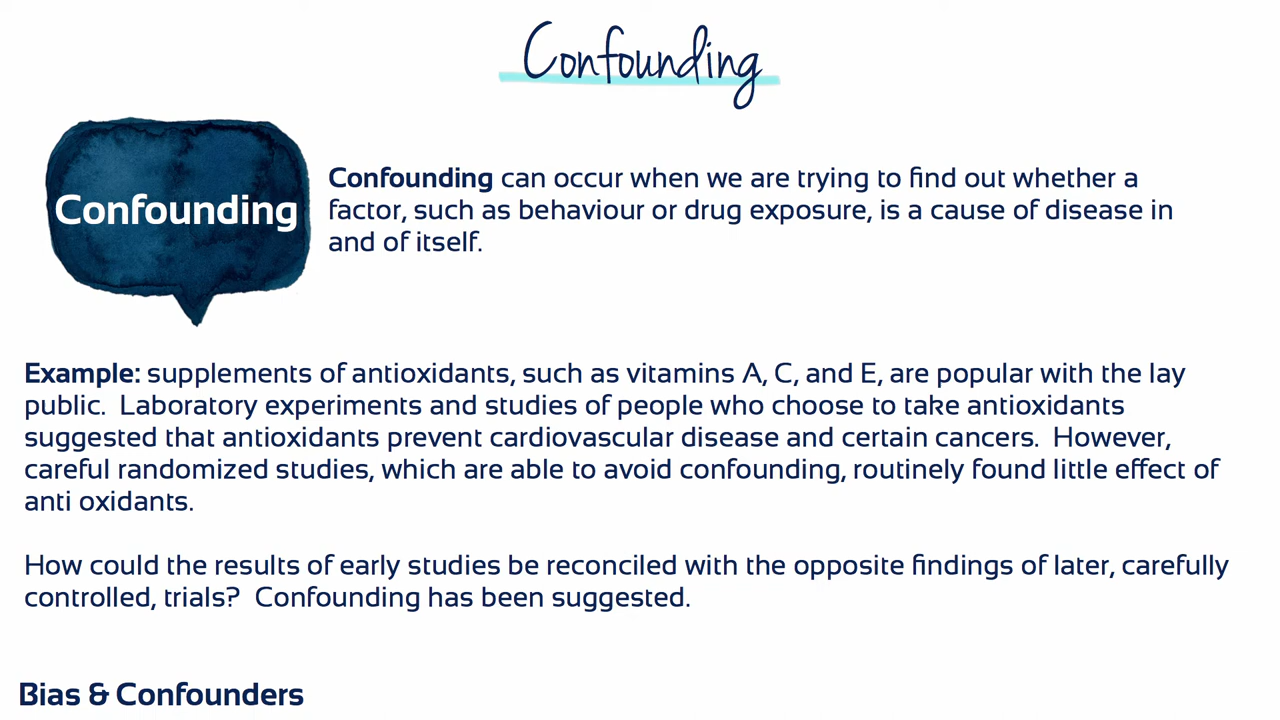 Confounding
Confounding
Confounding can occur when we are trying to find out whether a
factor, such as behaviour or drug exposure, is a cause of disease in
and of itself.
Example: supplements of antioxidants, such as vitamins A, C, and E, are popular with the lay
public.  Laboratory experiments and studies of people who choose to take antioxidants
suggested that antioxidants prevent cardiovascular disease and certain cancers.  However,
careful randomized studies, which are able to avoid confounding, routinely found little effect of
anti oxidants.
How could the results of early studies be reconciled with the opposite findings of later, carefully
controlled, trials?  Confounding has been suggested.
Bias & Confounders